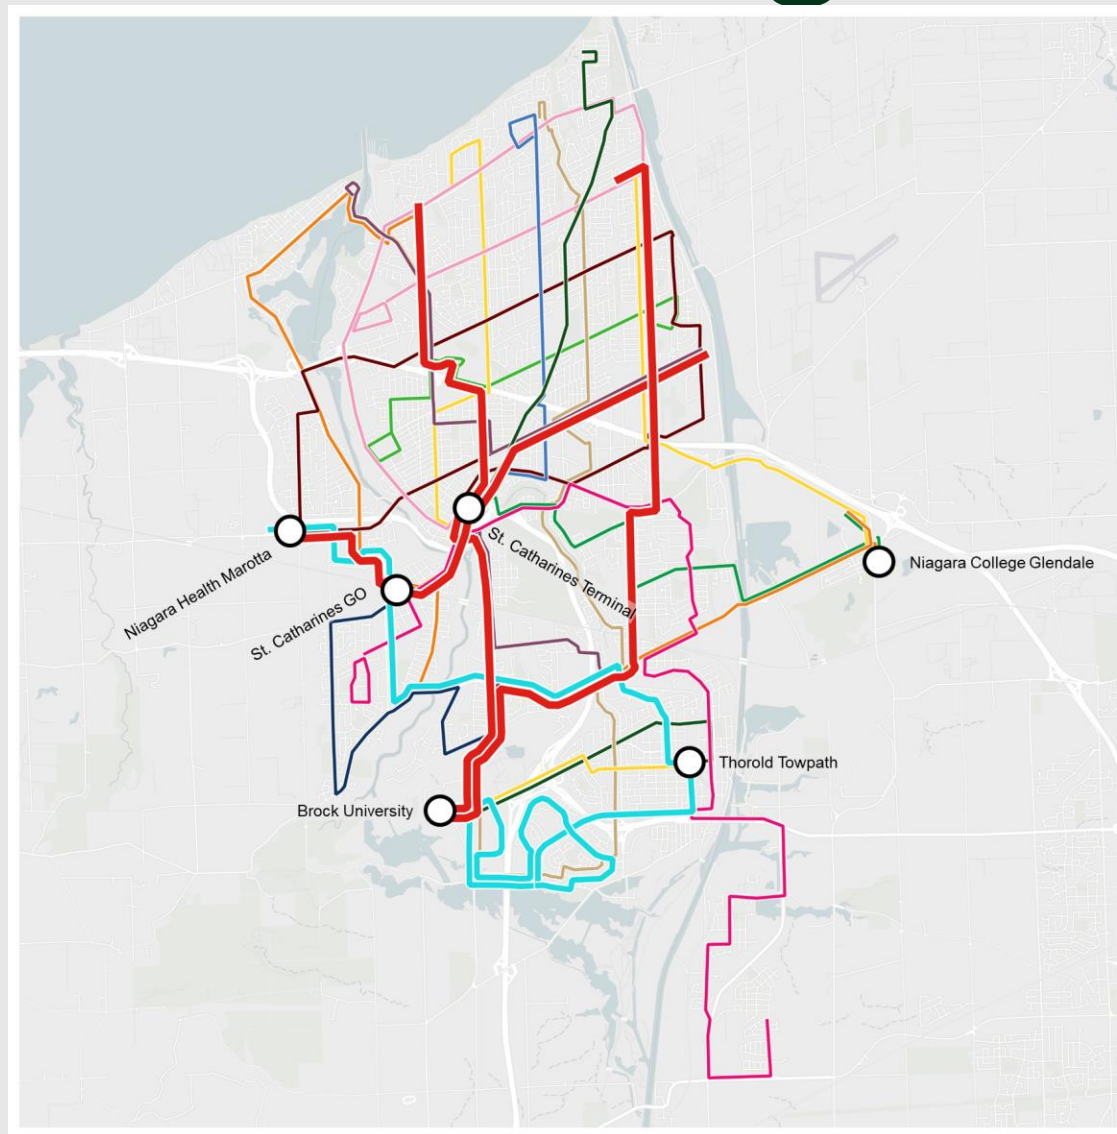 St. Catharines Terminal
Niagara Health Marotta
Niagara College Glendale
St. Catharines GO
Thorold Towpath
Brock University